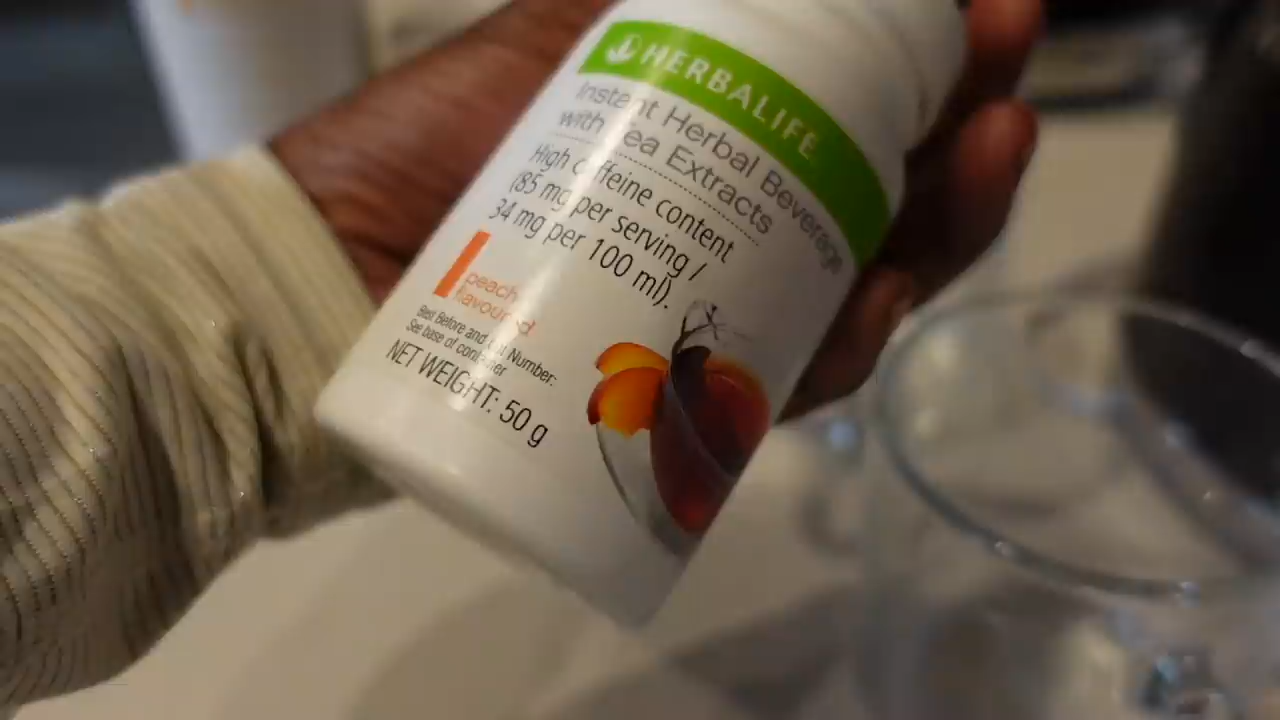 HERBALIFE
Instant Herbal Beverage
with Tea Extracts
High caffeine content
(85 mg per serving /
34 mg per 100 ml).
peach
flavoured
Best Before and Lot Number:
See base of container
NET WEIGHT: 50 g